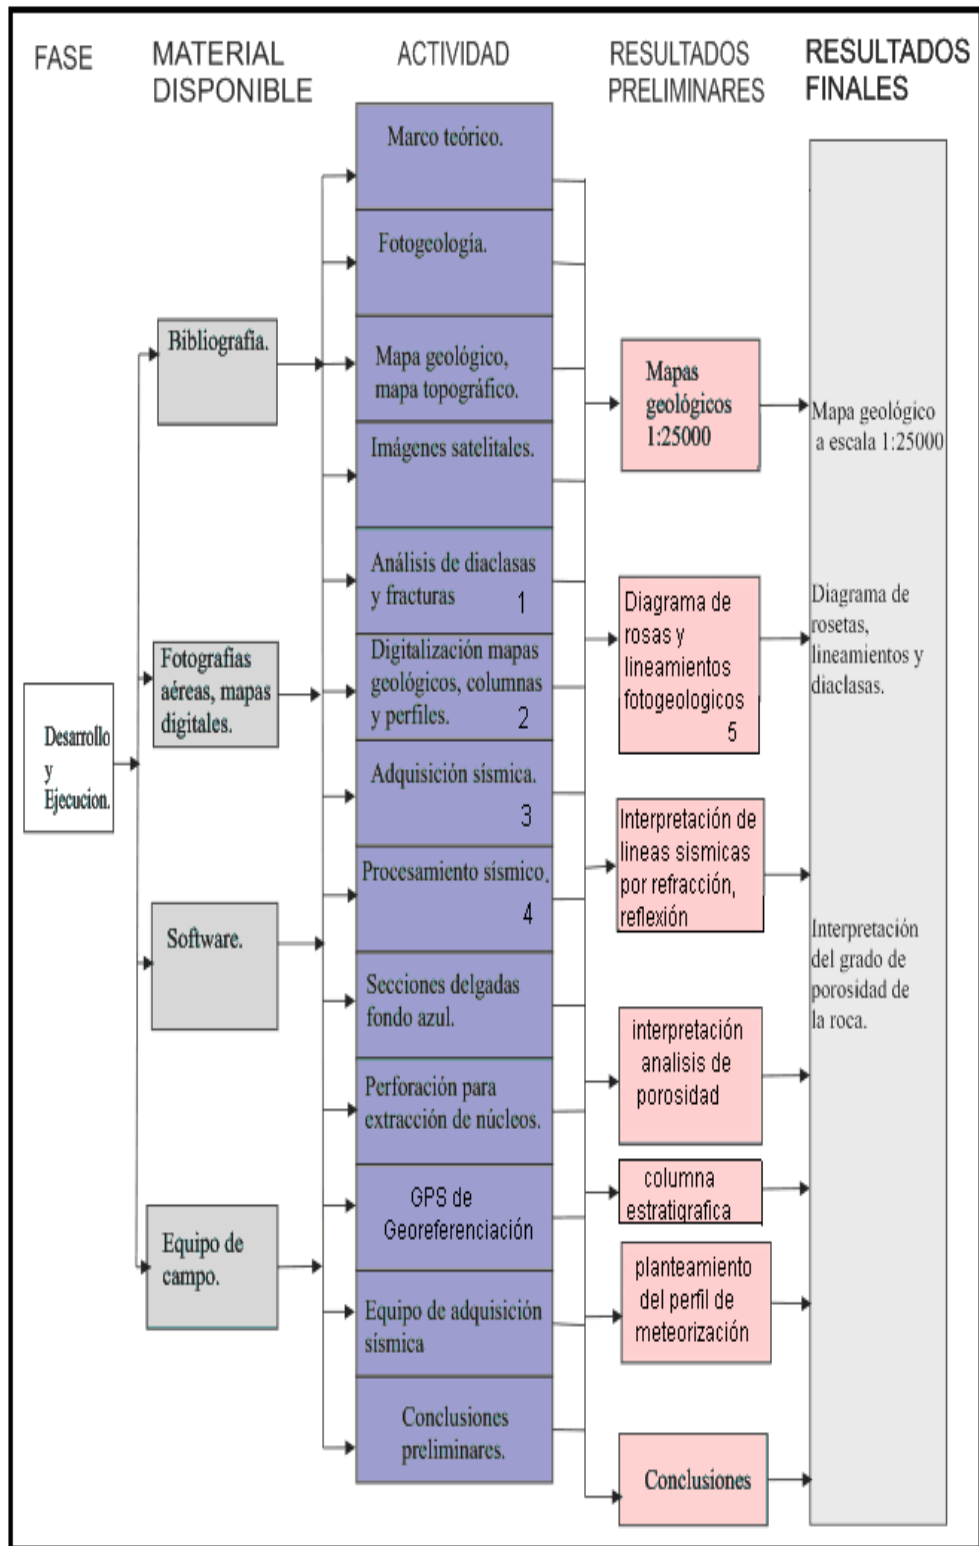 FASE
MATERIAL
DISPONIBLE
ACTIVIDAD
RESULTADOS
PRELIMINARES
RESULTADOS
FINALES
Desarrollo
y
Ejecucion.
Bibliografia.
Fotografias
aéreas, mapas
digitales.
Software.
Equipo de
campo.
Marco teórico.
Fotogeología.
Mapa geológico,
mapa topográfico.
Imágenes satelitales.
Análisis de diaclasas
y fracturas 1
Digitalización mapas
geológicos, columnas
y perfiles. 2
Adquisición sísmica.
3
Procesamiento sísmico.
4
Secciones delgadas
fondo azul.
Perforación para
extracción de núcleos.
GPS de
Georeferenciación
Equipo de adquisición
sísmica
Conclusiones
preliminares.
Mapas
geológicos
1:25000
Diagrama de
rosas y
lineamientos
fotogeologicos
5
Interpretación de
lineas sismicas
por refracción,
reflexión
interpretación
analisis de
porosidad
columna
estratigrafica
planteamiento
del perfil de
meteorización
Conclusiones
Mapa geológico
a escala 1:25000
Diagrama de
rosetas,
lineamientos y
diaclasas.
Interpretación
del grado de
porosidad de
la roca.